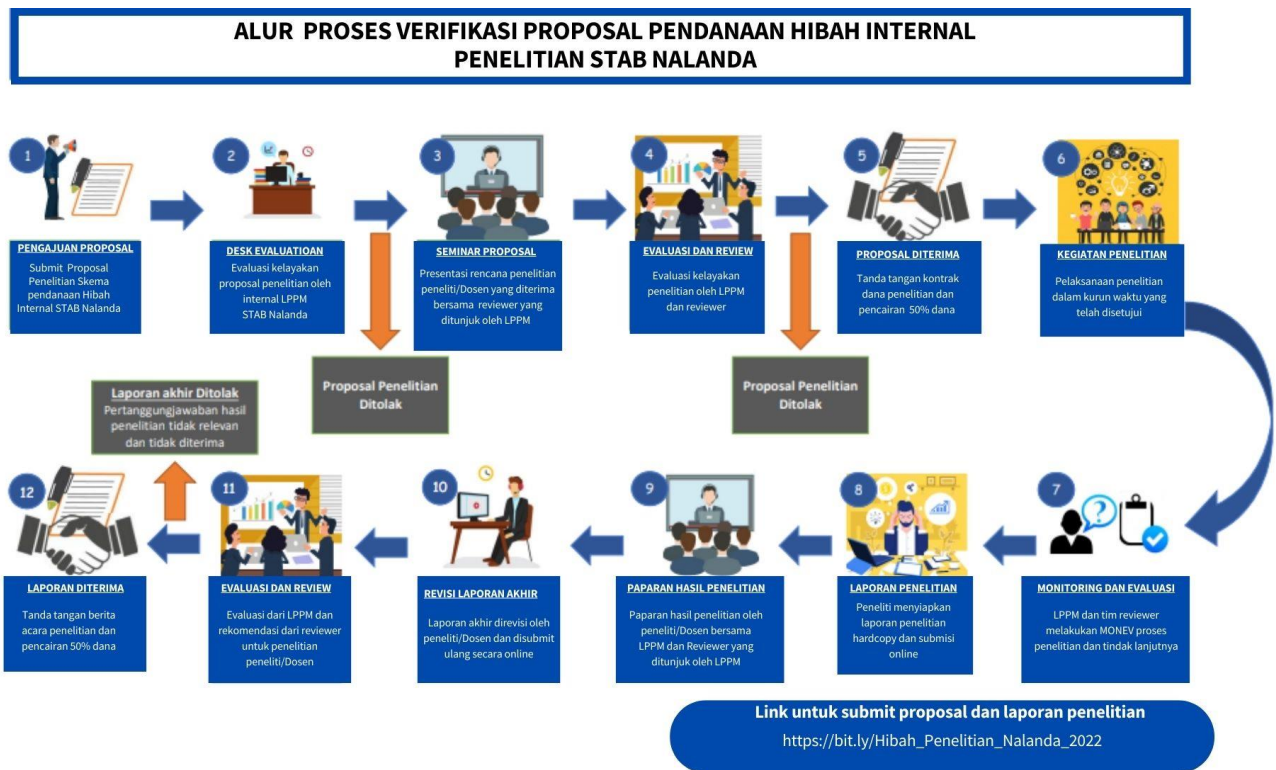 ALUR PROSES VERIFIKASI PROPOSAL PENDANAAN HIBAH INTERNAL
PENELITIAN STAB NALANDA
1
PENGAJUAN PROPOSAL
Submit Proposal
Penelitian Skema
pendanaan Hibah
Internal STAB Nalanda
2
DESK EVALUATIOAN
Evaluasi kelayakan
proposal penelitian oleh
internal LPPM
STAB Nalanda
3
SEMINAR PROPOSAL
Presentasi rencana penelitian
peneliti/Dosen yang diterima
bersama reviewer yang
ditunjuk oleh LPPM
4
EVALUASI DAN REVIEW
Evaluasi kelayakan
penelitian oleh LPPM
dan reviewer
5
PROPOSAL DITERIMA
Tanda tangan kontrak
dana penelitian dan
pencairan 50% dana
6
KEGIATAN PENELITIAN
Pelaksanaan penelitian
dalam kurun waktu yang
telah disetujui
Proposal Penelitian
Ditolak
Proposal Penelitian
Ditolak
7
MONITORING DAN EVALUASI
LPPM dan tim reviewer
melakukan MONEV proses
penelitian dan tindak lanjutnya
8
LAPORAN PENELITIAN
Peneliti menyiapkan
laporan penelitian
hardcopy dan submisi
online
9
PAPARAN HASIL PENELITIAN
Paparan hasil penelitian oleh
peneliti/Dosen bersama
LPPM dan Reviewer yang
ditunjuk oleh LPPM
10
REVISI LAPORAN AKHIR
Laporan akhir direvisi oleh
peneliti/Dosen dan disubmit
ulang secara online
11
EVALUASI DAN REVIEW
Evaluasi dari LPPM dan
rekomendasi dari reviewer
untuk penelitian
peneliti/Dosen
Laporan akhir Ditolak
Pertanggungjawaban hasil
penelitian tidak relevan
dan tidak diterima
12
LAPORAN DITERIMA
Tanda tangan berita
acara penelitian dan
pencairan 50% dana
Link untuk submit proposal dan laporan penelitian
https://bit.ly/Hibah_Penelitian_Nalanda_2022